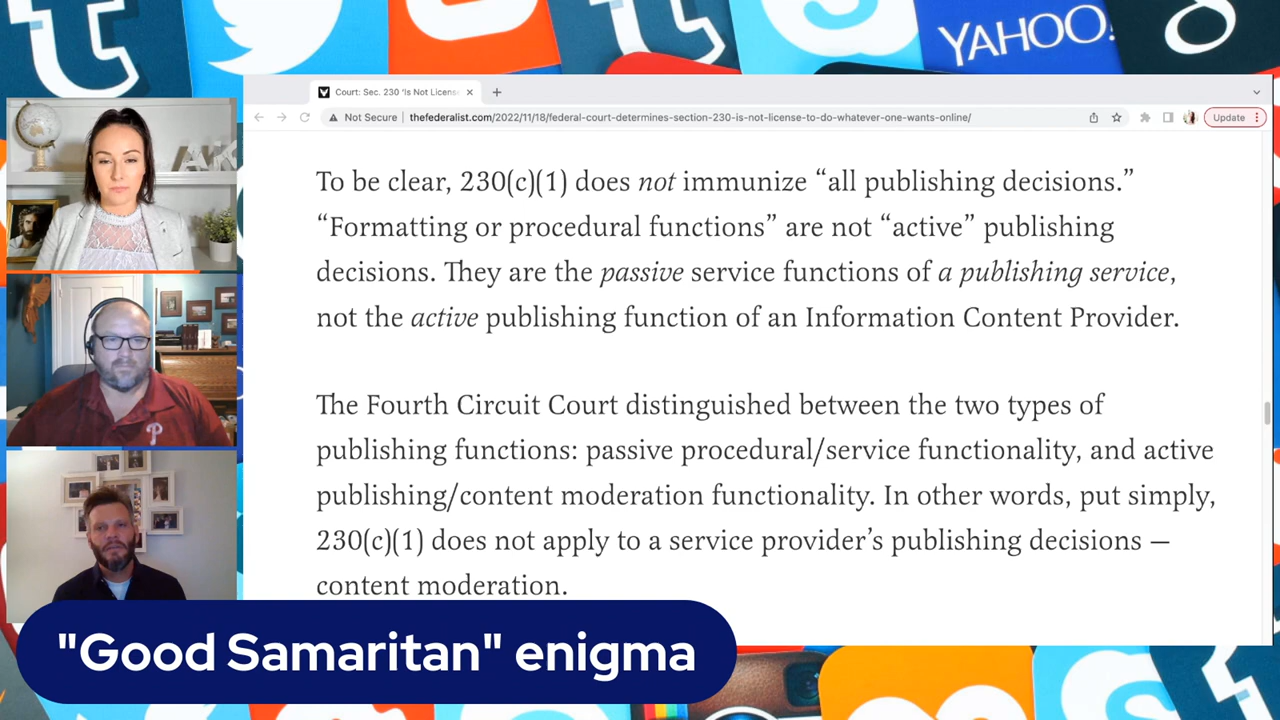 YAHOO!
Court: Sec. 230 'Is Not License
Not Secure | thefederalist.com/2022/11/18/federal-court-determines-section-230-is-not-license-to-do-whatever-one-wants-online/
Update
To be clear, 230(c)(1) does not immunize “all publishing decisions.”
“Formatting or procedural functions” are not “active” publishing
decisions. They are the passive service functions of a publishing service,
not the active publishing function of an Information Content Provider.
The Fourth Circuit Court distinguished between the two types of
publishing functions: passive procedural/service functionality, and active
publishing/content moderation functionality. In other words, put simply,
230(c)(1) does not apply to a service provider’s publishing decisions —
content moderation.
AK
P
"Good Samaritan" enigma